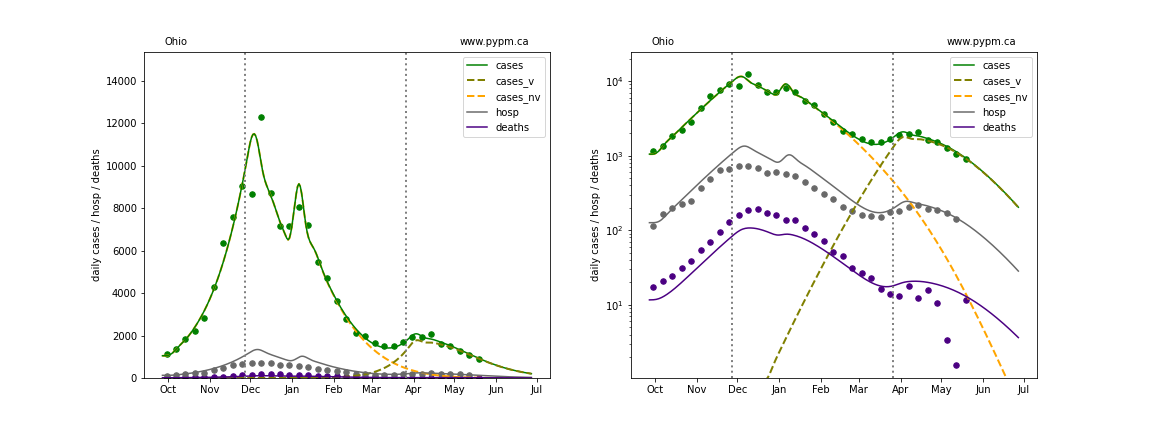 Ohio
www.pypm.ca
cases
cases_v
cases_nv
hosp
deaths
daily cases / hosp / deaths
14000
12000
10000
8000
6000
4000
2000
0
Oct Nov Dec Jan Feb Mar Apr May Jun Jul
Ohio
www.pypm.ca
cases
cases_v
cases_nv
hosp
deaths
daily cases / hosp / deaths
10⁴
10³
10²
10¹
Oct Nov Dec Jan Feb Mar Apr May Jun Jul